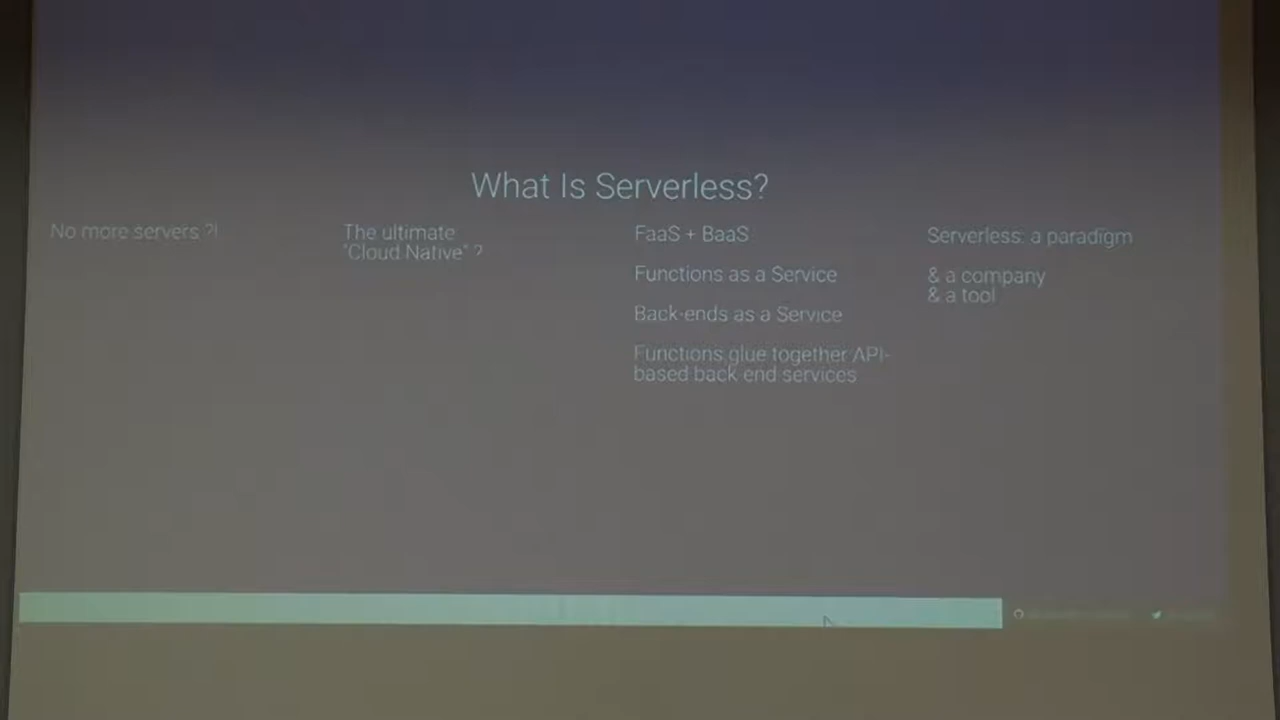 What Is Serverless?
No more servers ?!
The ultimate
"Cloud Native" ?
FaaS + BaaS
Functions as a Service
Back-ends as a Service
Functions glue together API-
based back end services
Serverless: a paradigm
& a company
& a tool